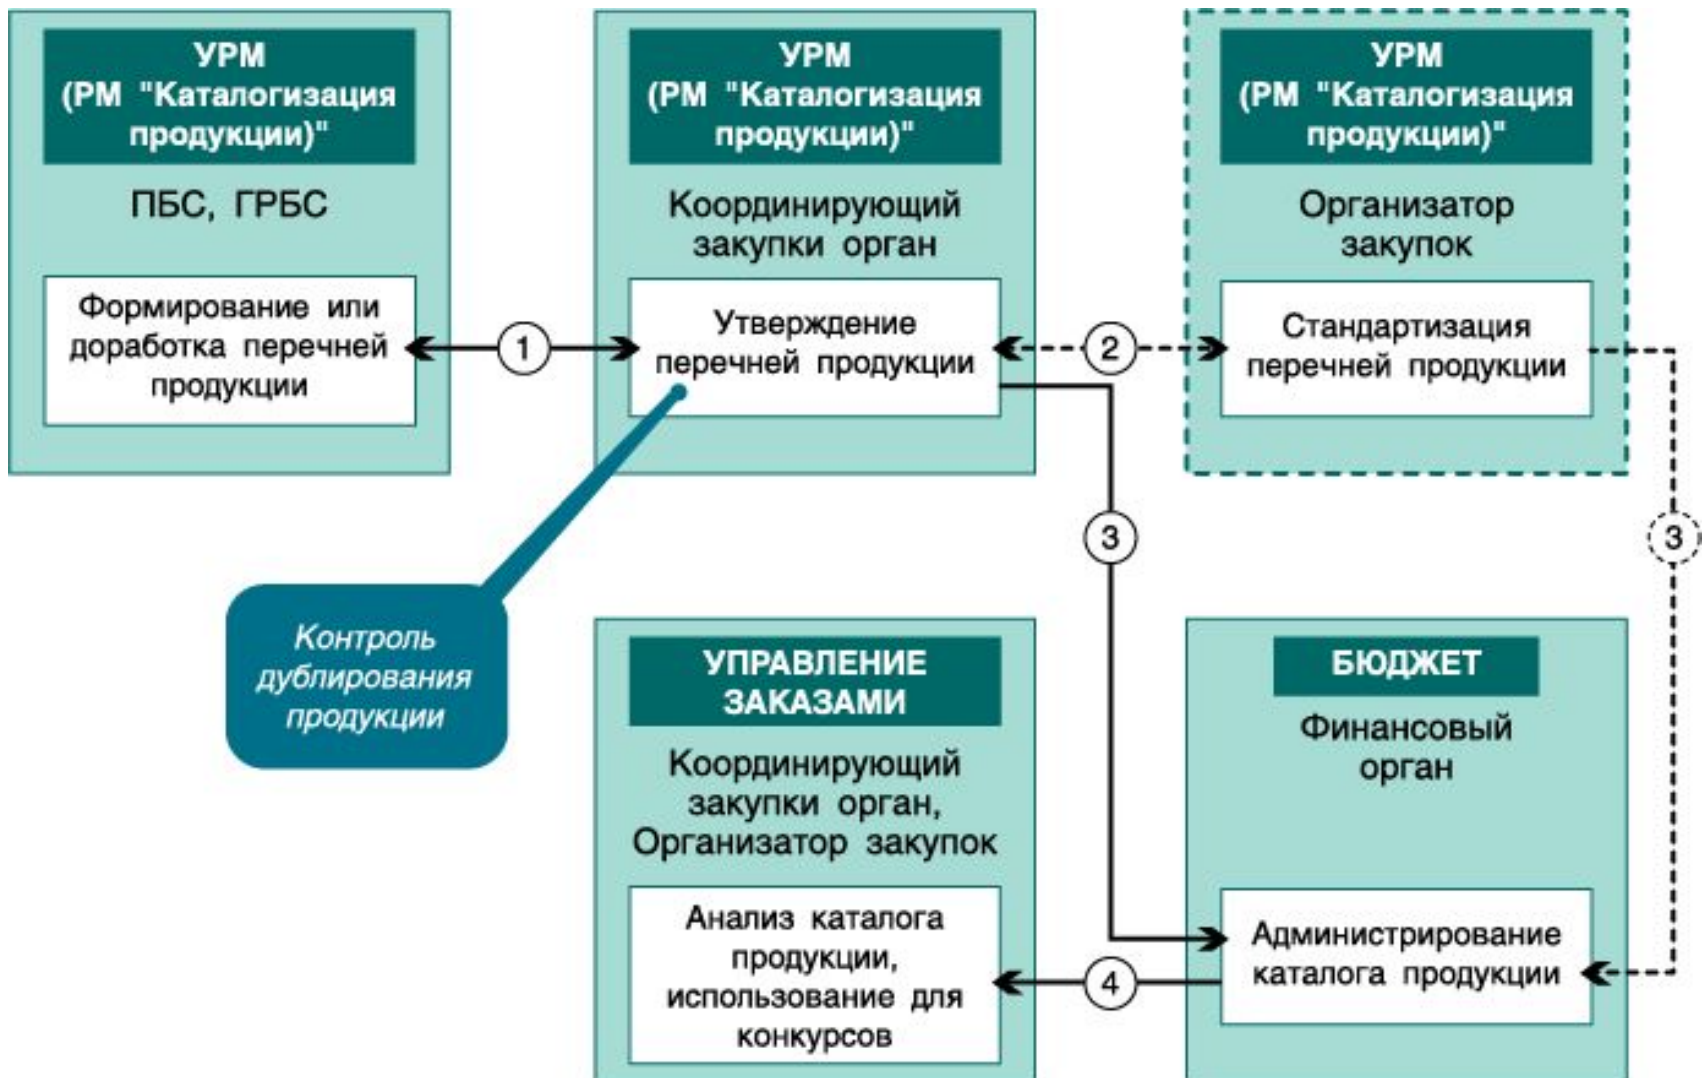 УРМ
(РМ "Каталогизация
продукции)"
ПБС, ГРБС
Формирование или
доработка перечней
продукции
1
УРМ
(РМ "Каталогизация
продукции)"
Координирующий
закупки орган
Утверждение
перечней продукции
2
УРМ
(РМ "Каталогизация
продукции)"
Организатор
закупок
Стандартизация
перечней продукции
3
3
Контроль
дублирования
продукции
УПРАВЛЕНИЕ
ЗАКАЗАМИ
Координирующий
закупки орган,
Организатор закупок
Анализ каталога
продукции,
использование для
конкурсов
4
БЮДЖЕТ
Финансовый
орган
Администрирование
каталога продукции